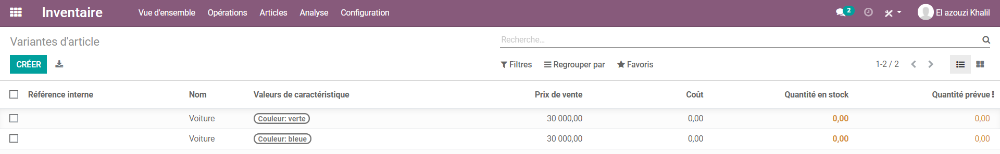 Inventaire Vue d'ensemble Opérations Articles Analyse Configuration 2 El azouzi Khalil
Variantes d'article Recherche...
CRÉER Filtres Regrouper par Favoris 1-2 / 2
Référence interne Nom Valeurs de caractéristique Prix de vente Coût Quantité en stock Quantité prévue
Voiture Couleur: verte 30 000,00 0,00 0,00 0,00
Voiture Couleur: bleue 30 000,00 0,00 0,00 0,00